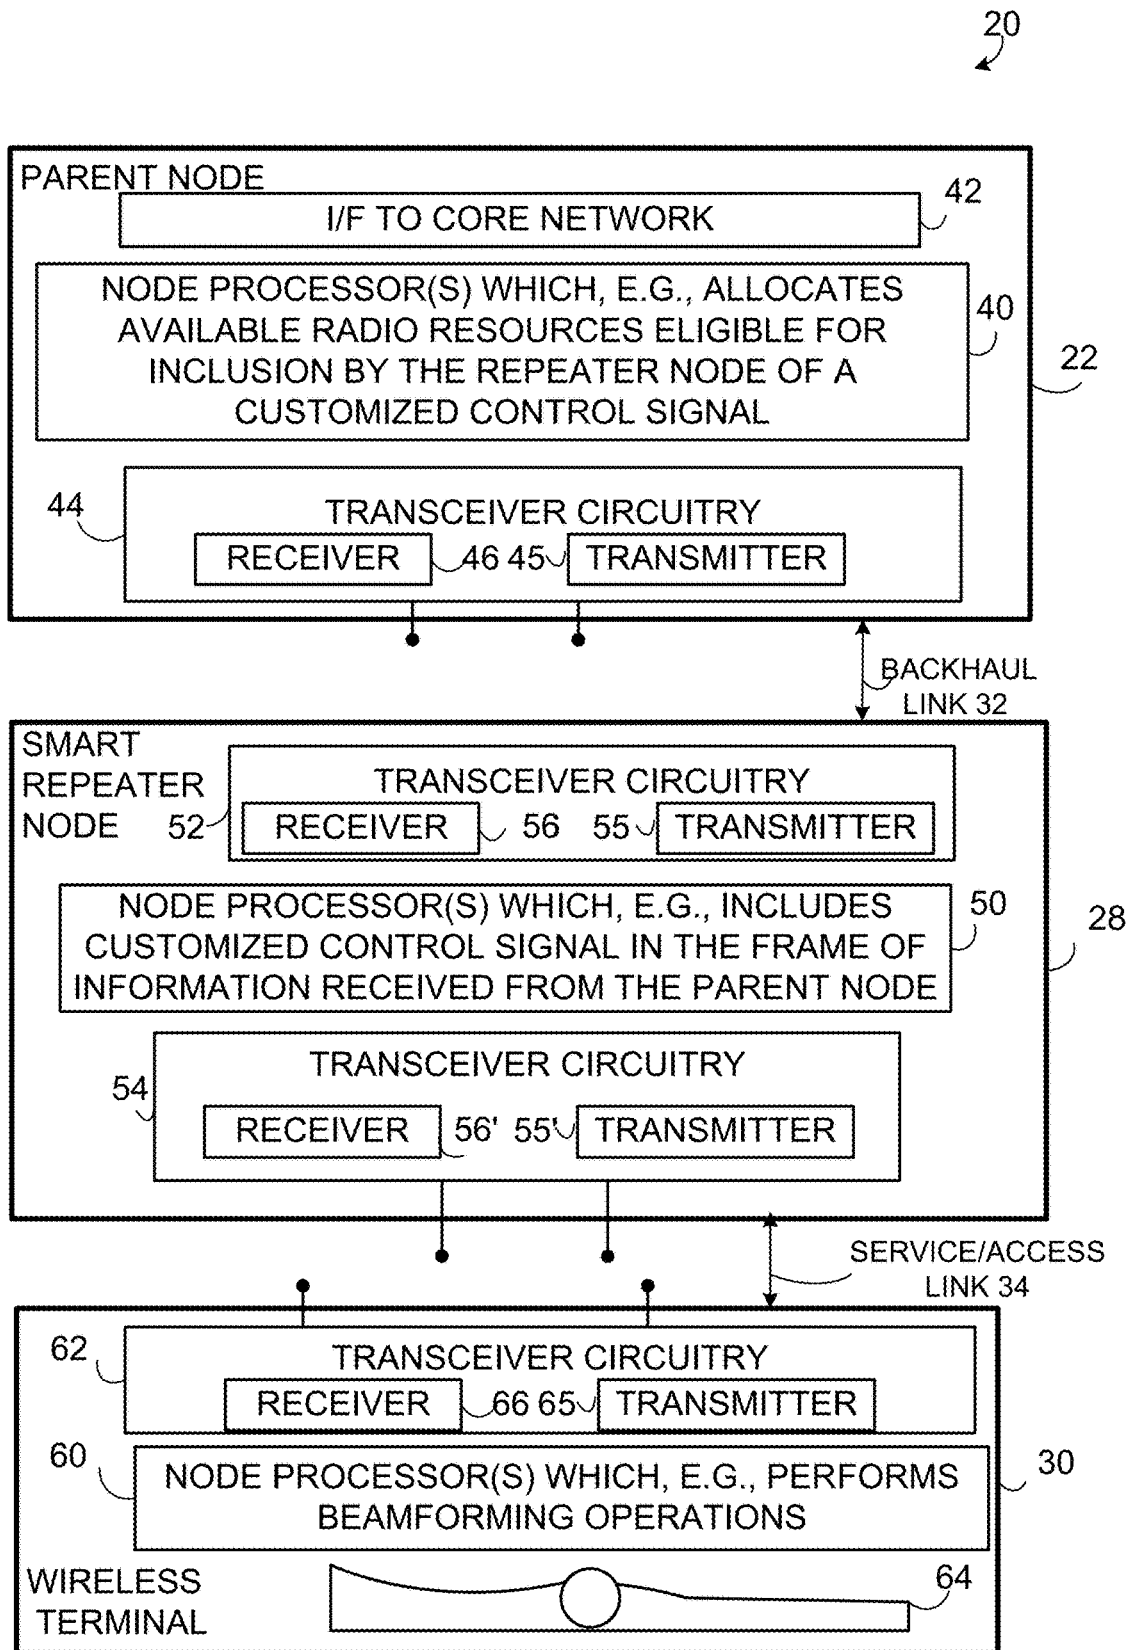 20
PARENT NODE
I/F TO CORE NETWORK
42
NODE PROCESSOR(S) WHICH, E.G., ALLOCATES
AVAILABLE RADIO RESOURCES ELIGIBLE FOR
INCLUSION BY THE REPEATER NODE OF A
CUSTOMIZED CONTROL SIGNAL
40
22
44
TRANSCEIVER CIRCUITRY
RECEIVER
46
45
TRANSMITTER
BACKHAUL
LINK 32
SMART
REPEATER
NODE
52
TRANSCEIVER CIRCUITRY
RECEIVER
56
55
TRANSMITTER
NODE PROCESSOR(S) WHICH, E.G., INCLUDES
CUSTOMIZED CONTROL SIGNAL IN THE FRAME OF
INFORMATION RECEIVED FROM THE PARENT NODE
50
28
54
TRANSCEIVER CIRCUITRY
RECEIVER
56'
55'
TRANSMITTER
SERVICE/ACCESS
LINK 34
62
TRANSCEIVER CIRCUITRY
RECEIVER
66
65
TRANSMITTER
60
NODE PROCESSOR(S) WHICH, E.G., PERFORMS
BEAMFORMING OPERATIONS
30
WIRELESS
TERMINAL
64